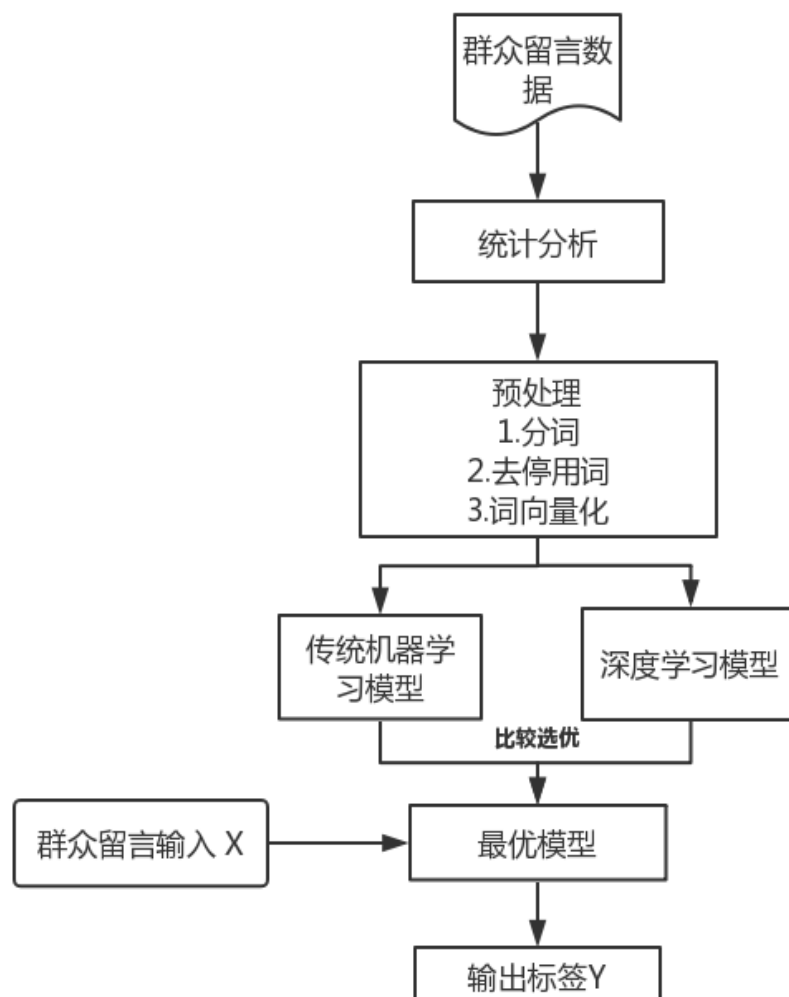 群众留言数
据
统计分析
预处理
1.分词
2.去停用词
3.词向量化
传统机器学
习模型
深度学习模型
比较选优
群众留言输入 X
最优模型
输出标签Y